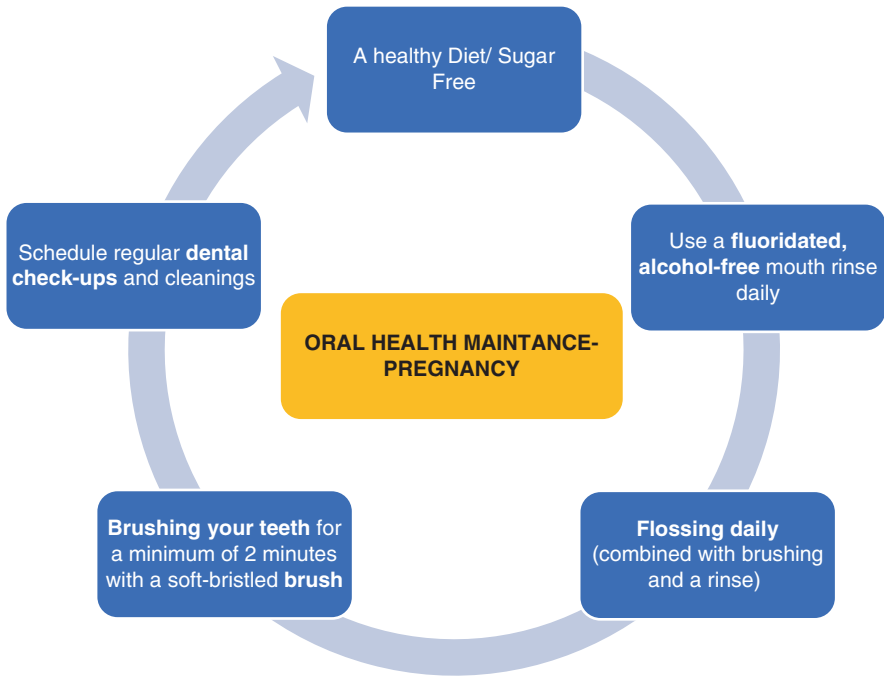 A healthy Diet/ Sugar
Free
Use a fluoridated,
alcohol-free mouth rinse
daily
Flossing daily
(combined with brushing
and a rinse)
Brushing your teeth for
a minimum of 2 minutes
with a soft-bristled brush
Schedule regular dental
check-ups and cleanings
ORAL HEALTH MAINTANCE-
PREGNANCY